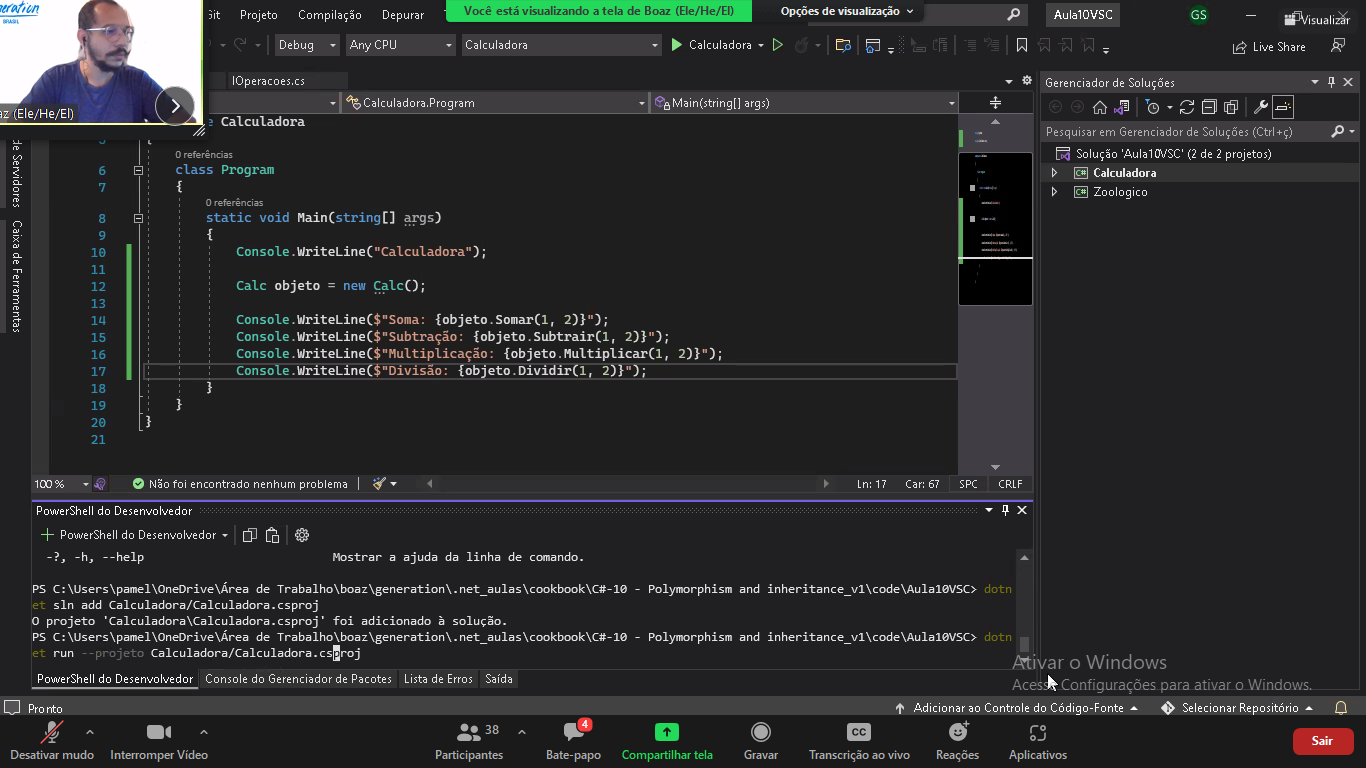 eneration
BRASIL
Git Projeto Compilação Depurar
Você está visualizando a tela de Boaz (Ele/He/El)
Opções de visualização
Aula10VSC
GS
Visualizar
Debug Any CPU Calculadora Calculadora
Live Share
az (Ele/He/El)
IOperacoes.cs
Calculadora.Program
Main(string[] args)
Gerenciador de Soluções
Pesquisar em Gerenciador de Soluções (Ctrl+ç)
Solução 'Aula10VSC' (2 de 2 projetos)
Calculadora
Zoologico
de Servidores
Caixa de Ferramentas
e Calculadora
5 {
0 referências
6 class Program
7 {
0 referências
8 static void Main(string[] args)
9 {
10 Console.WriteLine("Calculadora");
11
12 Calc objeto = new Calc();
13
14 Console.WriteLine($"Soma: {objeto.Somar(1, 2)}");
15 Console.WriteLine($"Subtração: {objeto.Subtrair(1, 2)}");
16 Console.WriteLine($"Multiplicação: {objeto.Multiplicar(1, 2)}");
17 Console.WriteLine($"Divisão: {objeto.Dividir(1, 2)}");
18 }
19 }
20 }
21
100 % Não foi encontrado nenhum problema Ln: 17 Car: 67 SPC CRLF
PowerShell do Desenvolvedor
PowerShell do Desenvolvedor
-?, -h, --help Mostrar a ajuda da linha de comando.
PS C:\Users\pamel\OneDrive\Área de Trabalho\boaz\generation\.net_aulas\cookbook\C#-10 - Polymorphism and inheritance_v1\code\Aula10VSC> dotn
et sln add Calculadora/Calculadora.csproj
O projeto 'Calculadora\Calculadora.csproj' foi adicionado à solução.
PS C:\Users\pamel\OneDrive\Área de Trabalho\boaz\generation\.net_aulas\cookbook\C#-10 - Polymorphism and inheritance_v1\code\Aula10VSC> dotn
et run --projeto Calculadora/Calculadora.csproj
PowerShell do Desenvolvedor Console do Gerenciador de Pacotes Lista de Erros Saída
Ativar o Windows
Acesse Configurações para ativar o Windows.
Pronto
Adicionar ao Controle do Código-Fonte
Selecionar Repositório
Desativar mudo
Interromper Vídeo
38
Participantes
4
Bate-papo
Compartilhar tela
Gravar
CC
Transcrição ao vivo
Reações
Aplicativos
Sair